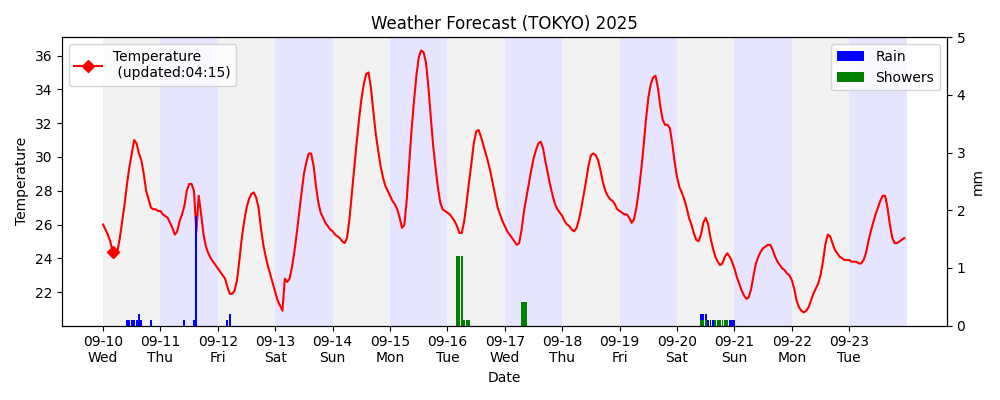 Weather Forecast (TOKYO) 2025
Temperature
(updated:04:15)
Rain
Showers
36
34
32
30
28
26
24
22
Temperature
5
4
3
2
1
0
mm
09-10 09-11 09-12 09-13 09-14 09-15 09-16 09-17 09-18 09-19 09-20 09-21 09-22 09-23
Wed Thu Fri Sat Sun Mon Tue Wed Thu Fri Sat Sun Mon Tue
Date